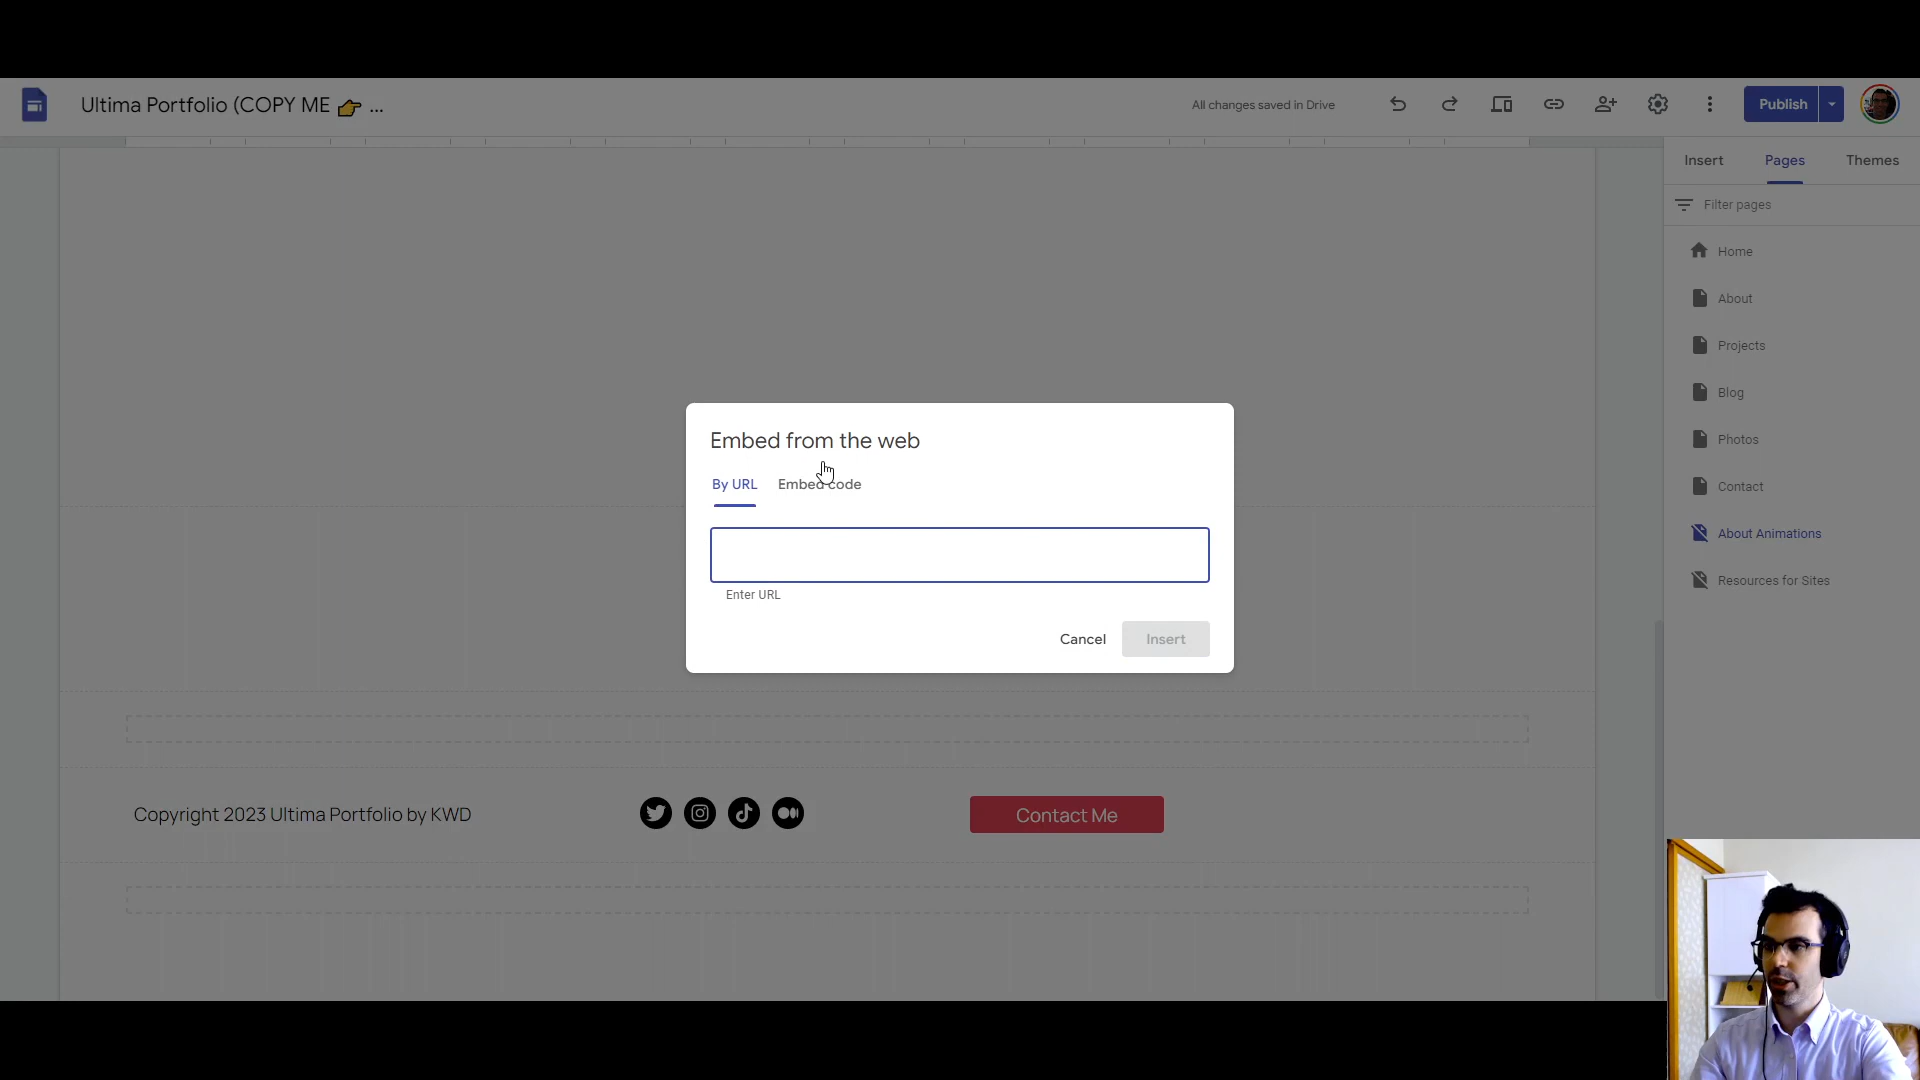 Ultima Portfolio (COPY ME 👉 ...
All changes saved in Drive
Publish
Insert
Pages
Themes
Filter pages
Home
About
Projects
Blog
Photos
Contact
About Animations
Resources for Sites
Embed from the web
By URL
Embed code
Enter URL
Cancel
Insert
Copyright 2023 Ultima Portfolio by KWD
Contact Me